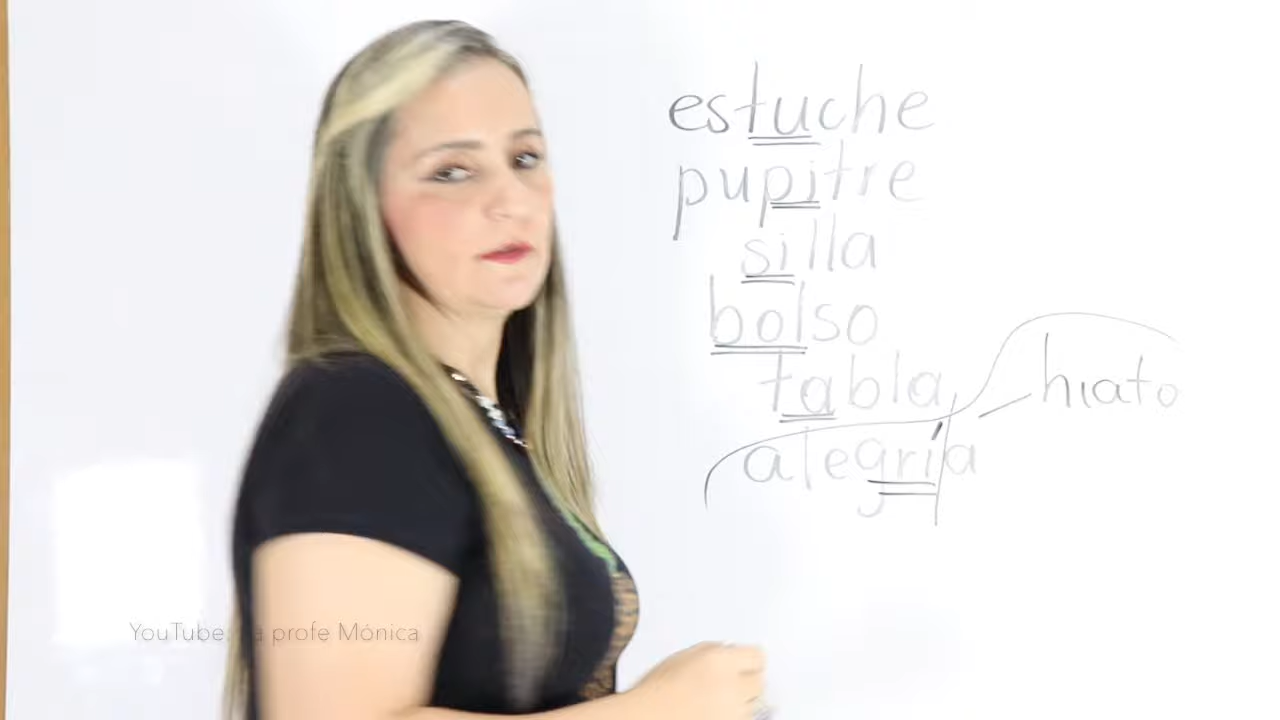 estuche
pupitre
silla
bolso
tabla
hiato
alegría
YouTube: La profe Mónica